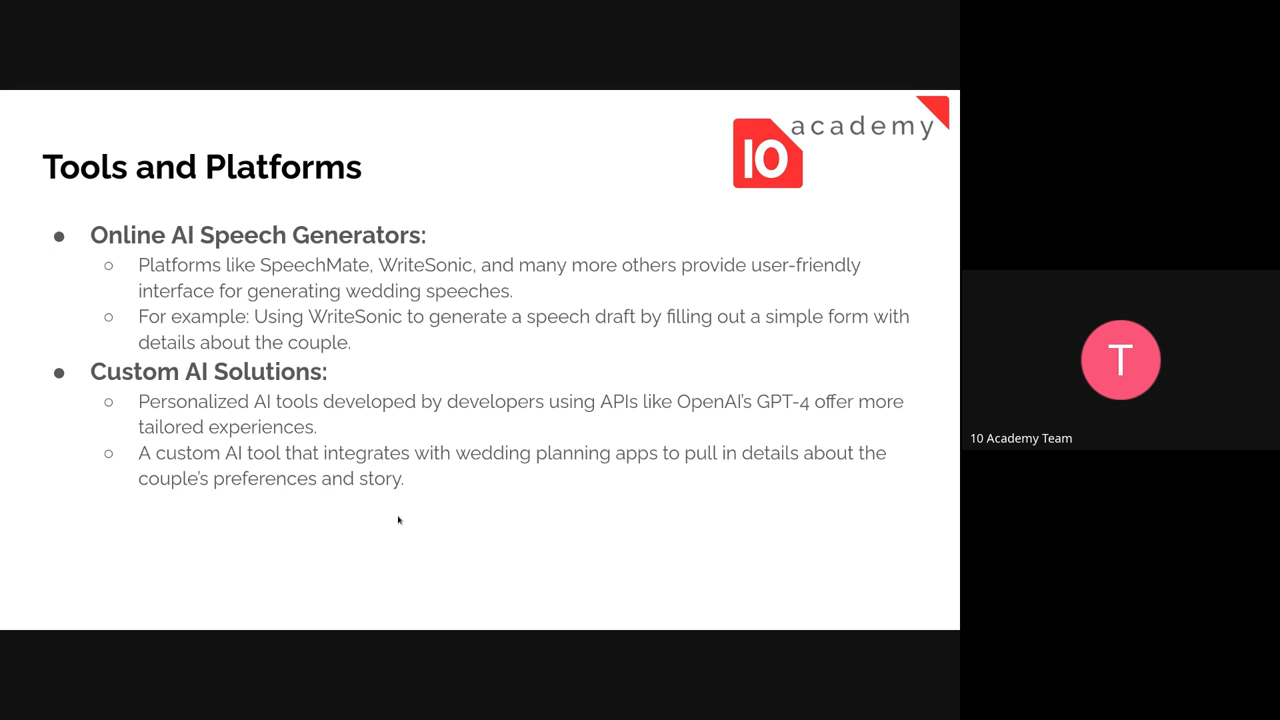 10 academy
Tools and Platforms
● Online AI Speech Generators:
○ Platforms like SpeechMate, WriteSonic, and many more others provide user-friendly
interface for generating wedding speeches.
○ For example: Using WriteSonic to generate a speech draft by filling out a simple form with
details about the couple.
● Custom AI Solutions:
○ Personalized AI tools developed by developers using APIs like OpenAI's GPT-4 offer more
tailored experiences.
○ A custom AI tool that integrates with wedding planning apps to pull in details about the
couple's preferences and story.
T
10 Academy Team